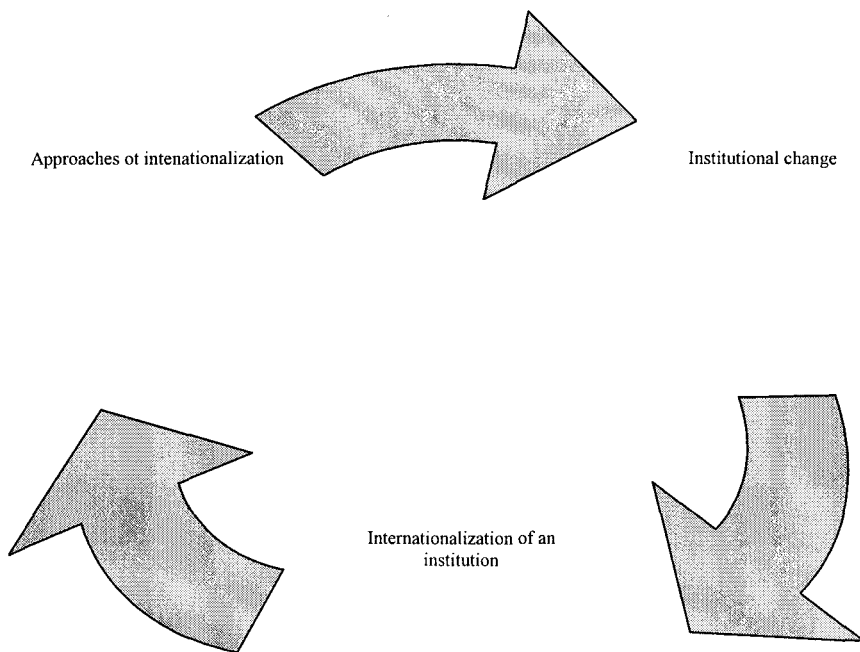 Approaches ot intenationalization
Institutional change
Internationalization of an
institution